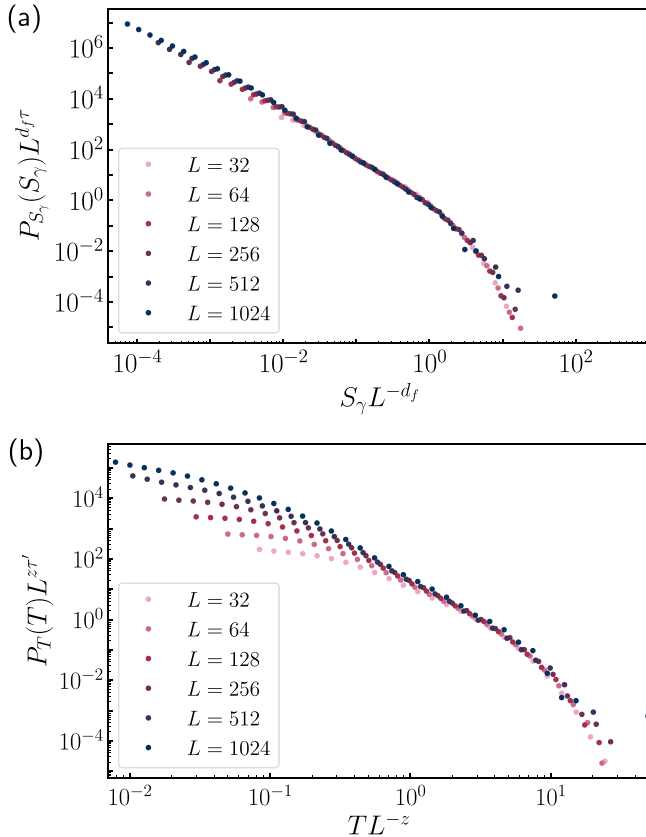 (a)
10^6
10^4
10^2
10^0
10^{-2}
10^{-4}
P_{S_γ}(S_γ)L^{d_f τ}
L = 32
L = 64
L = 128
L = 256
L = 512
L = 1024
10^{-4} 10^{-2} 10^0 10^2
S_γ L^{-d_f}
(b)
10^4
10^2
10^0
10^{-2}
10^{-4}
P_T(T)L^{zτ'}
L = 32
L = 64
L = 128
L = 256
L = 512
L = 1024
10^{-2} 10^{-1} 10^0 10^1
TL^{-z}